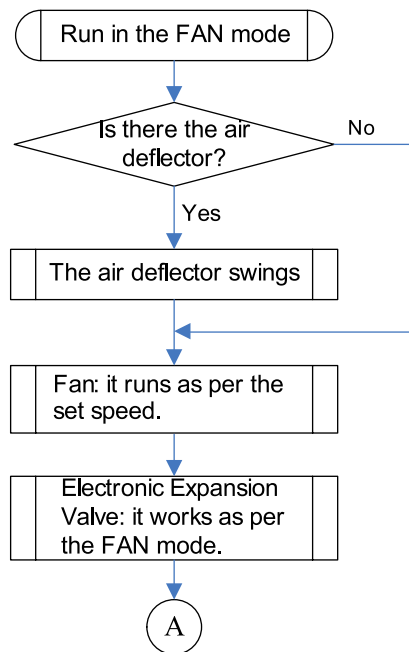 Run in the FAN mode
Is there the air
deflector?
No
Yes
The air deflector swings
Fan: it runs as per the
set speed.
Electronic Expansion
Valve: it works as per
the FAN mode.
A